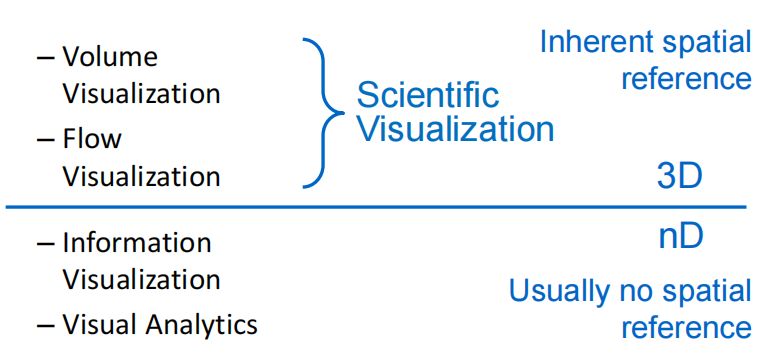 – Volume
Visualization
– Flow
Visualization
Scientific
Visualization
Inherent spatial
reference
3D
– Information
Visualization
– Visual Analytics
nD
Usually no spatial
reference